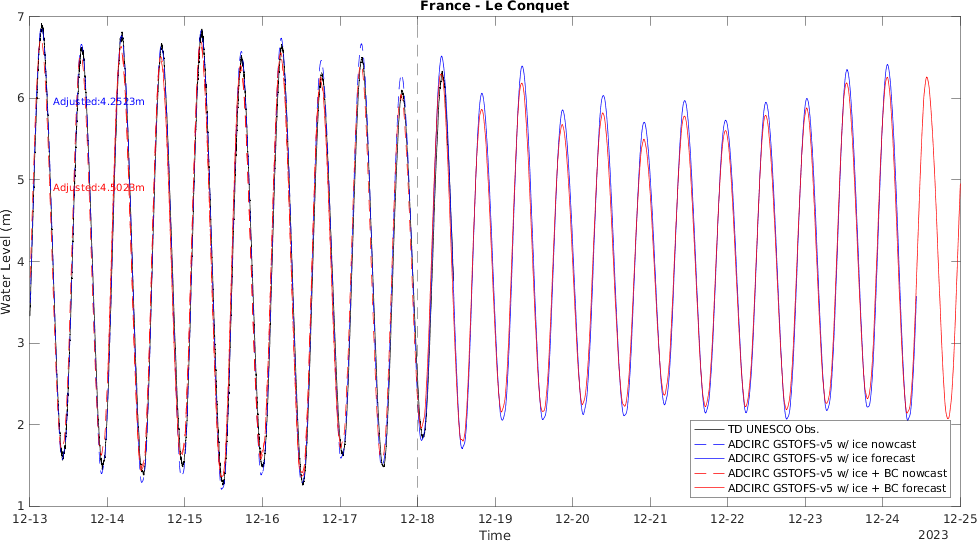 France - Le Conquet
7
6
5
4
3
2
1
Water Level (m)
Adjusted:4.2523m
Adjusted:4.5023m
TD UNESCO Obs.
ADCIRC GSTOFS-v5 w/ ice nowcast
ADCIRC GSTOFS-v5 w/ ice forecast
ADCIRC GSTOFS-v5 w/ ice + BC nowcast
ADCIRC GSTOFS-v5 w/ ice + BC forecast
12-13 12-14 12-15 12-16 12-17 12-18 12-19 12-20 12-21 12-22 12-23 12-24 12-25
Time
2023